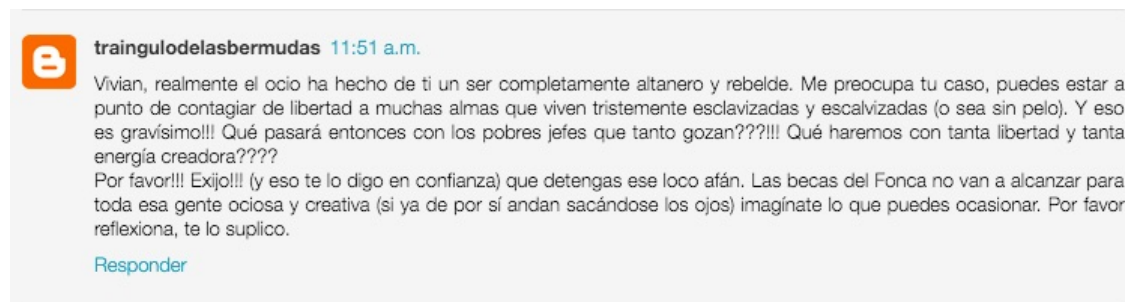 traingulodelasbermudas 11:51 a.m.
Vivian, realmente el ocio ha hecho de ti un ser completamente altanero y rebelde. Me preocupa tu caso, puedes estar a
punto de contagiar de libertad a muchas almas que viven tristemente esclavizadas y escalvizadas (o sea sin pelo). Y eso
es gravísimo!!! Qué pasará entonces con los pobres jefes que tanto gozan???!!! Qué haremos con tanta libertad y tanta
energía creadora????
Por favor!!! Exijo!!! (y eso te lo digo en confianza) que detengas ese loco afán. Las becas del Fonca no van a alcanzar para
toda esa gente ociosa y creativa (si ya de por sí andan sacándose los ojos) imagínate lo que puedes ocasionar. Por favor
reflexiona, te lo suplico.
Responder